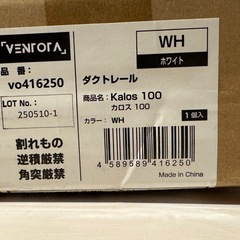 VENTOTA
WH
ホワイト
品番:
vo416250
ダクトレール
LOT No.:
250510-1
商品名: Kalos 100
カロス 100
カラー: WH
1個入
割れもの
逆積厳禁
角突厳禁
4 589589 416250
Made in China